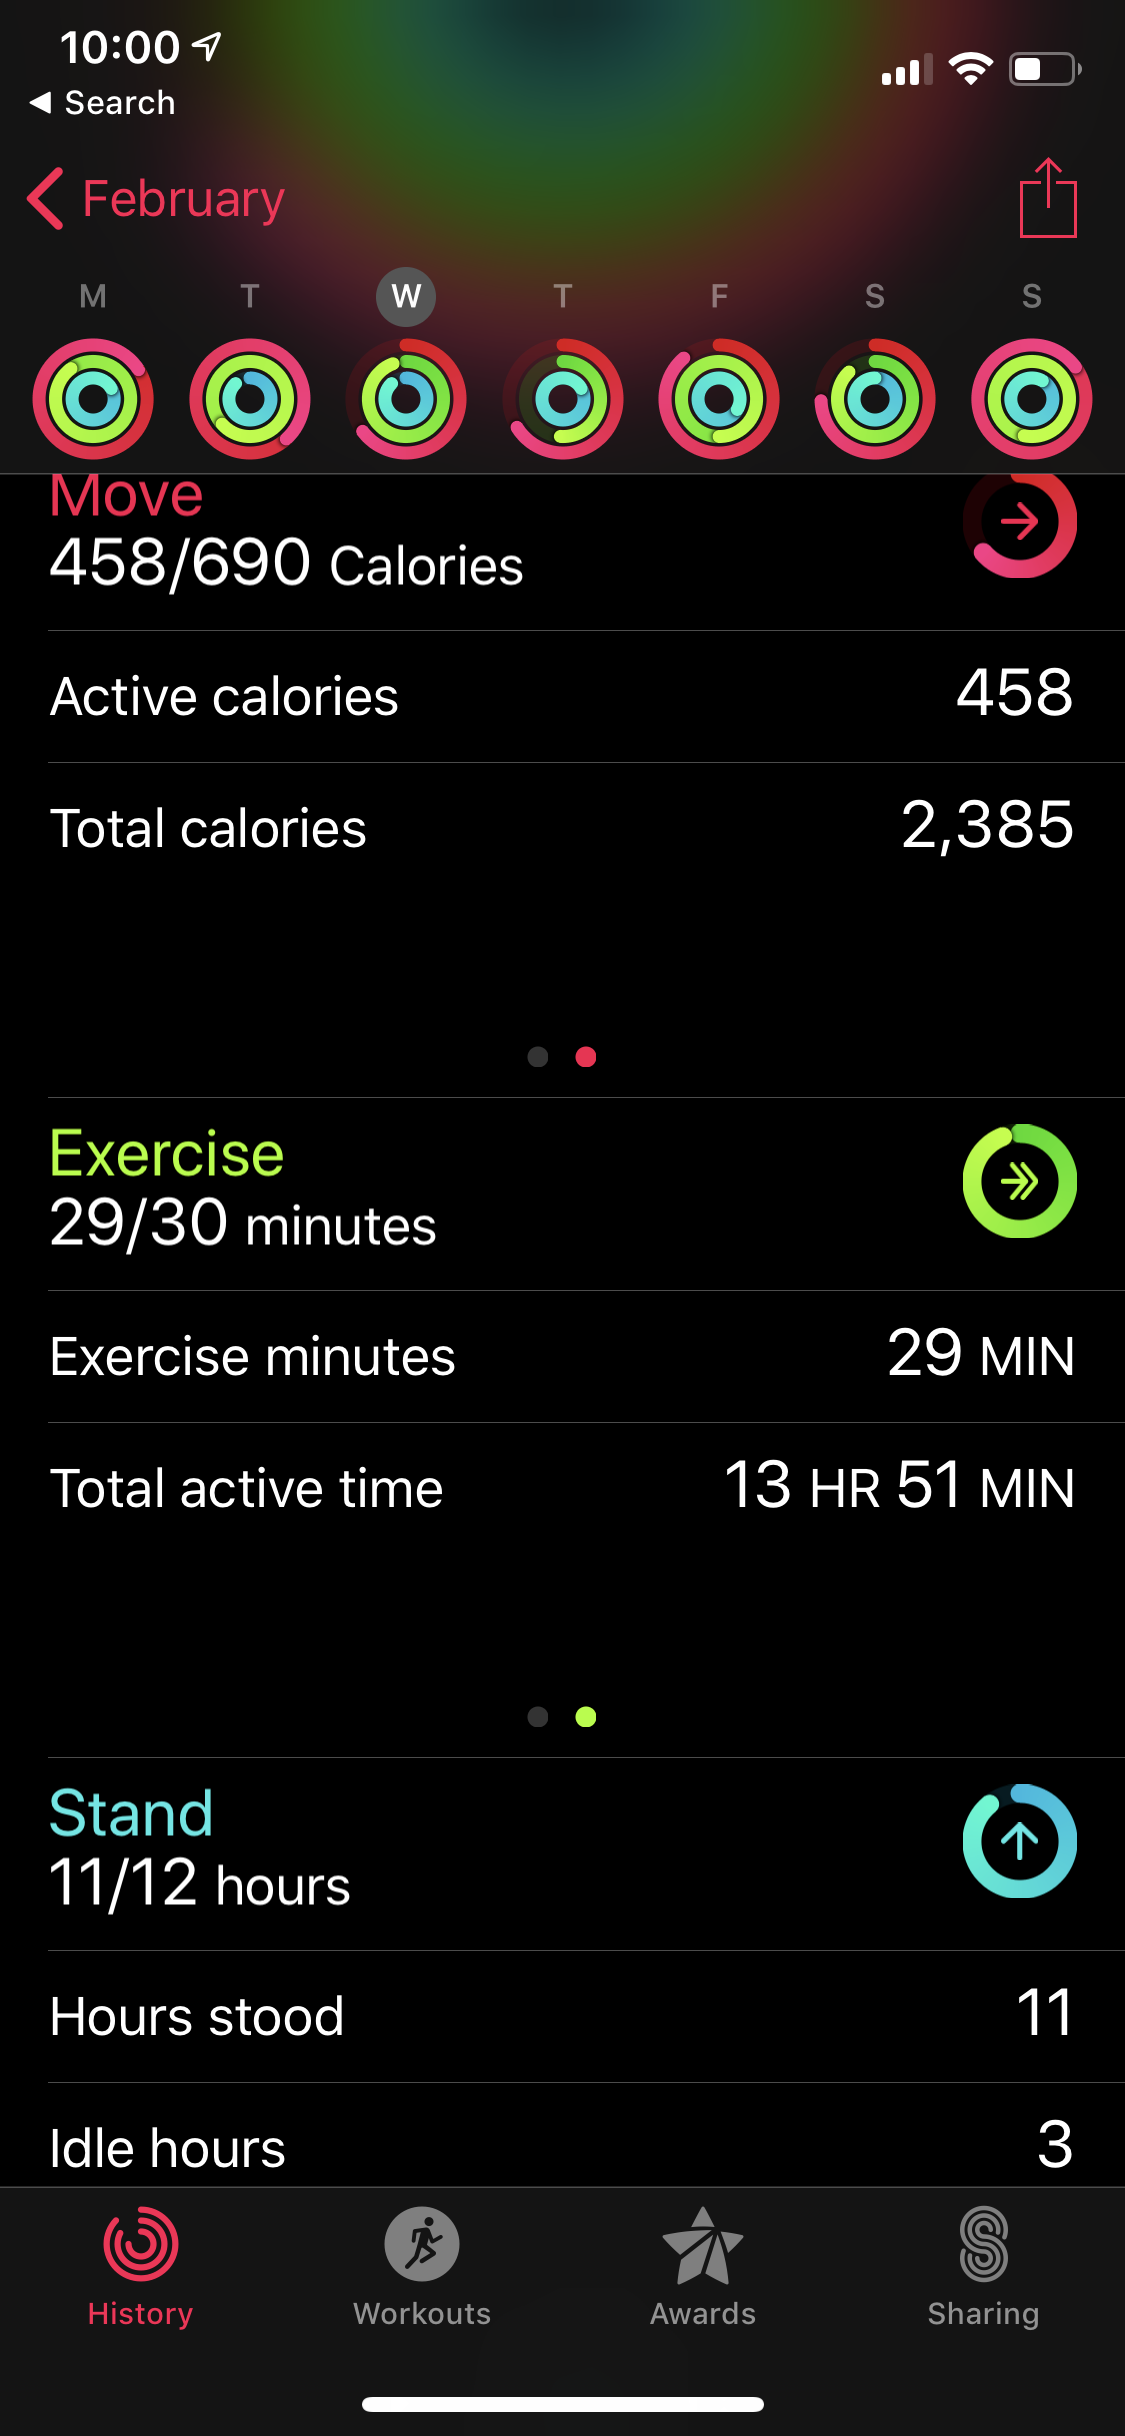 10:00
◀ Search
February
M T W T F S S
Move
458/690 Calories
Active calories 458
Total calories 2,385
Exercise
29/30 minutes
Exercise minutes 29 MIN
Total active time 13 HR 51 MIN
Stand
11/12 hours
Hours stood 11
Idle hours 3
History Workouts Awards Sharing